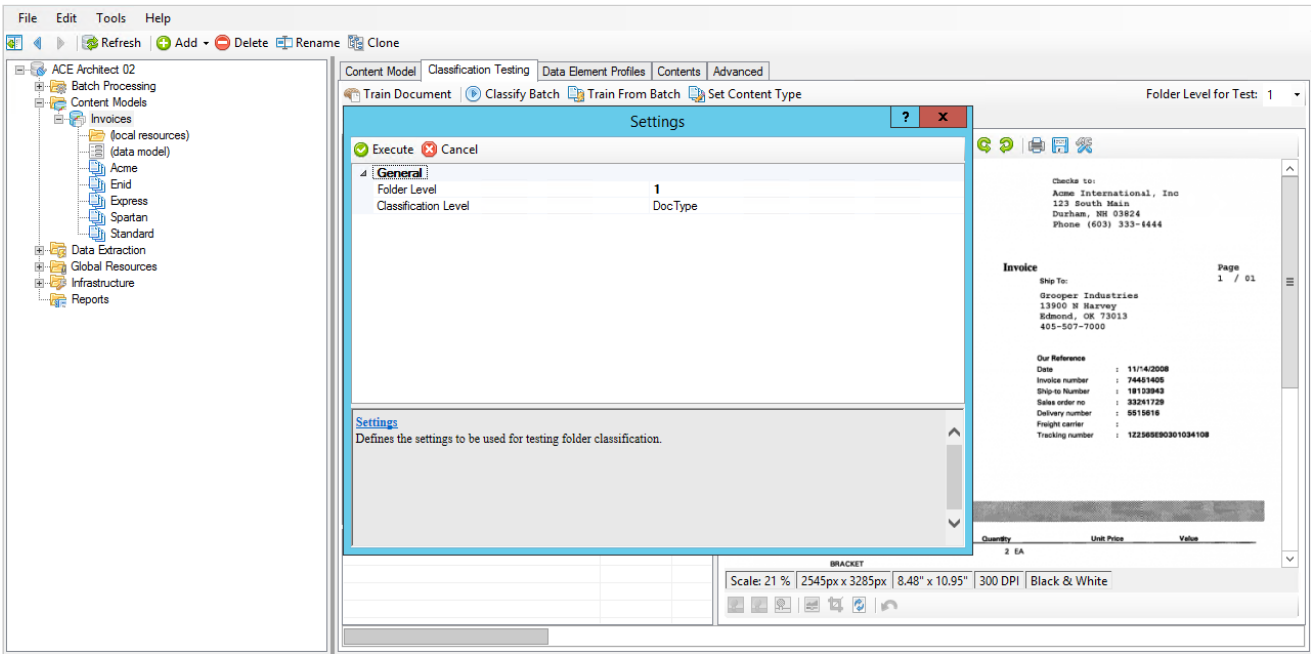 File Edit Tools Help
Refresh Add Delete Rename Clone
ACE Architect 02
Batch Processing
Content Models
Invoices
(local resources)
(data model)
Acme
Enid
Express
Spartan
Standard
Data Extraction
Global Resources
Infrastructure
Reports
Content Model Classification Testing Data Element Profiles Contents Advanced
Train Document Classify Batch Train From Batch Set Content Type Folder Level for Test: 1
Settings ? x
Execute Cancel
General
Folder Level 1
Classification Level DocType
Settings
Defines the settings to be used for testing folder classification.
Checks to:
Acme International, Inc
123 South Main
Durham, NH 03824
Phone (603) 333-4444
Invoice Page
Ship To: 1 / 01
Grooper Industries
13900 N Harvey
Edmond, OK 73013
405-507-7000
Our Reference
Date : 11/14/2008
Invoice number : 74451405
Ship-to Number : 18103943
Sales order no : 33241729
Delivery number : 5515616
Freight carrier :
Tracking number : 1Z2565E90301034108
Quantity Unit Price Value
2 EA
BRACKET
Scale: 21 % 2545px x 3285px 8.48" x 10.95" 300 DPI Black & White